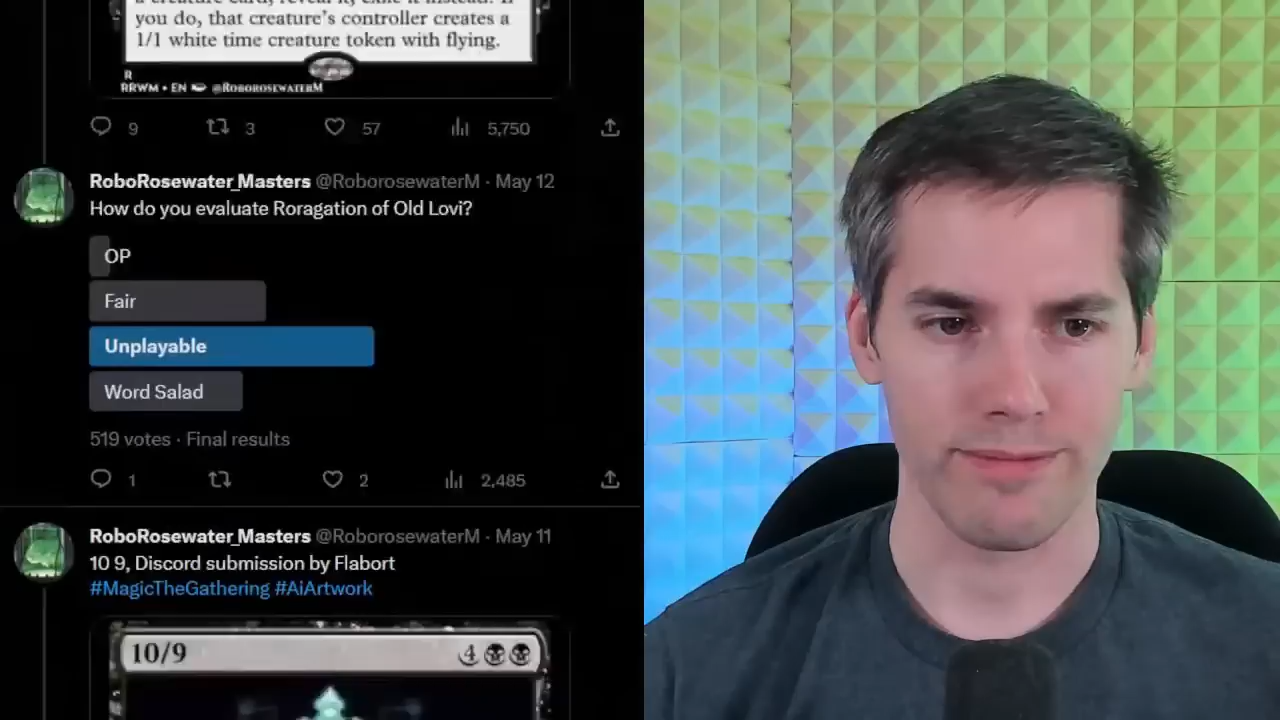 you do, that creature's controller creates a
1/1 white time creature token with flying.
R
RRWM • EN @ROBOROSEWATERM
9 3 57 5,750
RoboRosewater_Masters @RoborosewaterM · May 12
How do you evaluate Roragation of Old Lovi?
OP
Fair
Unplayable
Word Salad
519 votes · Final results
1 2 2,485
RoboRosewater_Masters @RoborosewaterM · May 11
10 9, Discord submission by Flabort
#MagicTheGathering #AiArtwork
10/9 4